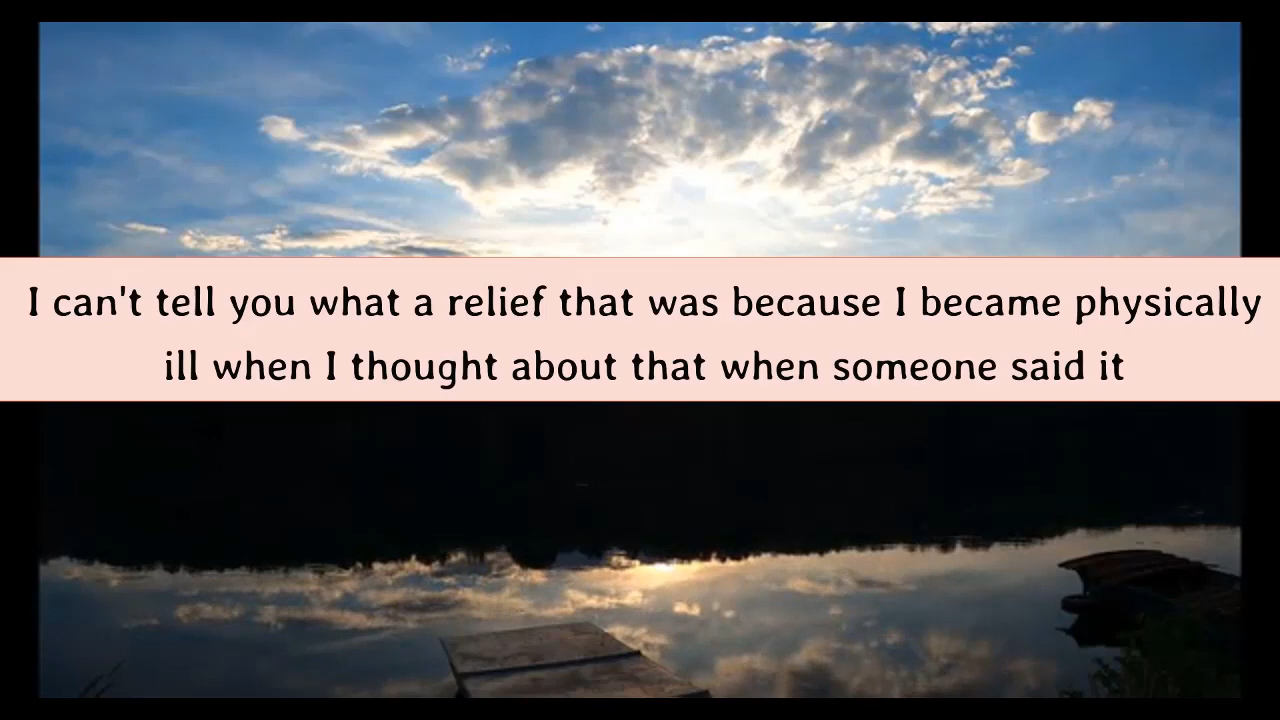 I can't tell you what a relief that was because I became physically
ill when I thought about that when someone said it